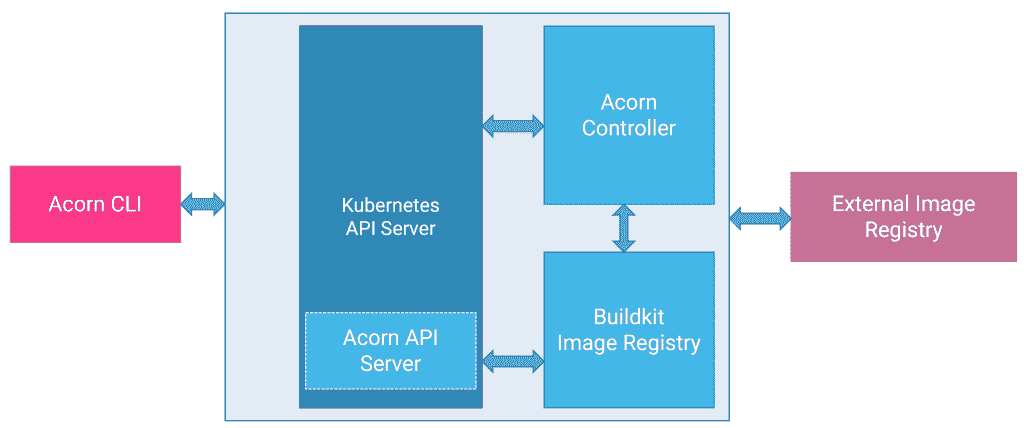 Acorn CLI
Kubernetes
API Server
Acorn API
Server
Acorn
Controller
Buildkit
Image Registry
External Image
Registry